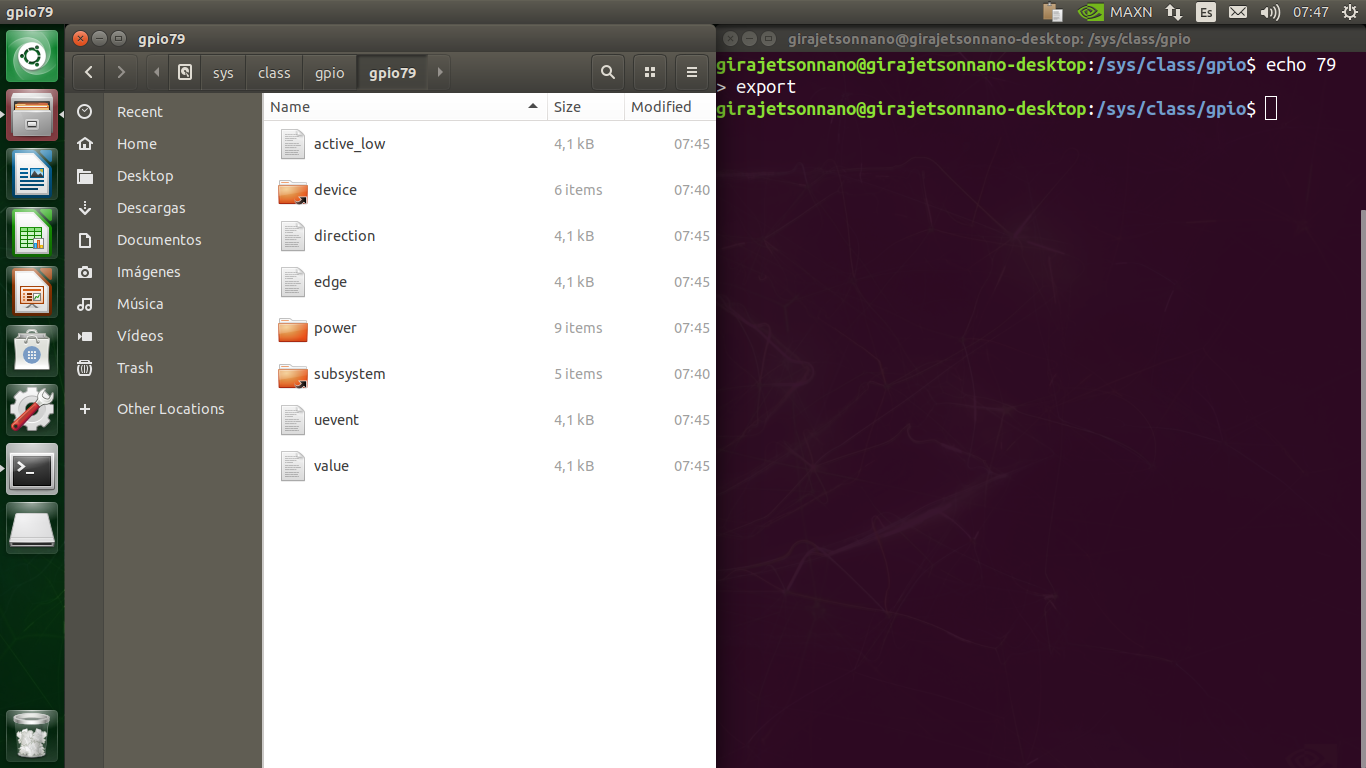 gpio79
MAXN Es 07:47
gpio79
sys class gpio gpio79
Recent
Home
Desktop
Descargas
Documentos
Imágenes
Música
Vídeos
Trash
Other Locations
Name Size Modified
active_low 4,1 kB 07:45
device 6 items 07:40
direction 4,1 kB 07:45
edge 4,1 kB 07:45
power 9 items 07:45
subsystem 5 items 07:40
uevent 4,1 kB 07:45
value 4,1 kB 07:45
girajetsonnano@girajetsonnano-desktop: /sys/class/gpio
girajetsonnano@girajetsonnano-desktop:/sys/class/gpio$ echo 79
> export
girajetsonnano@girajetsonnano-desktop:/sys/class/gpio$